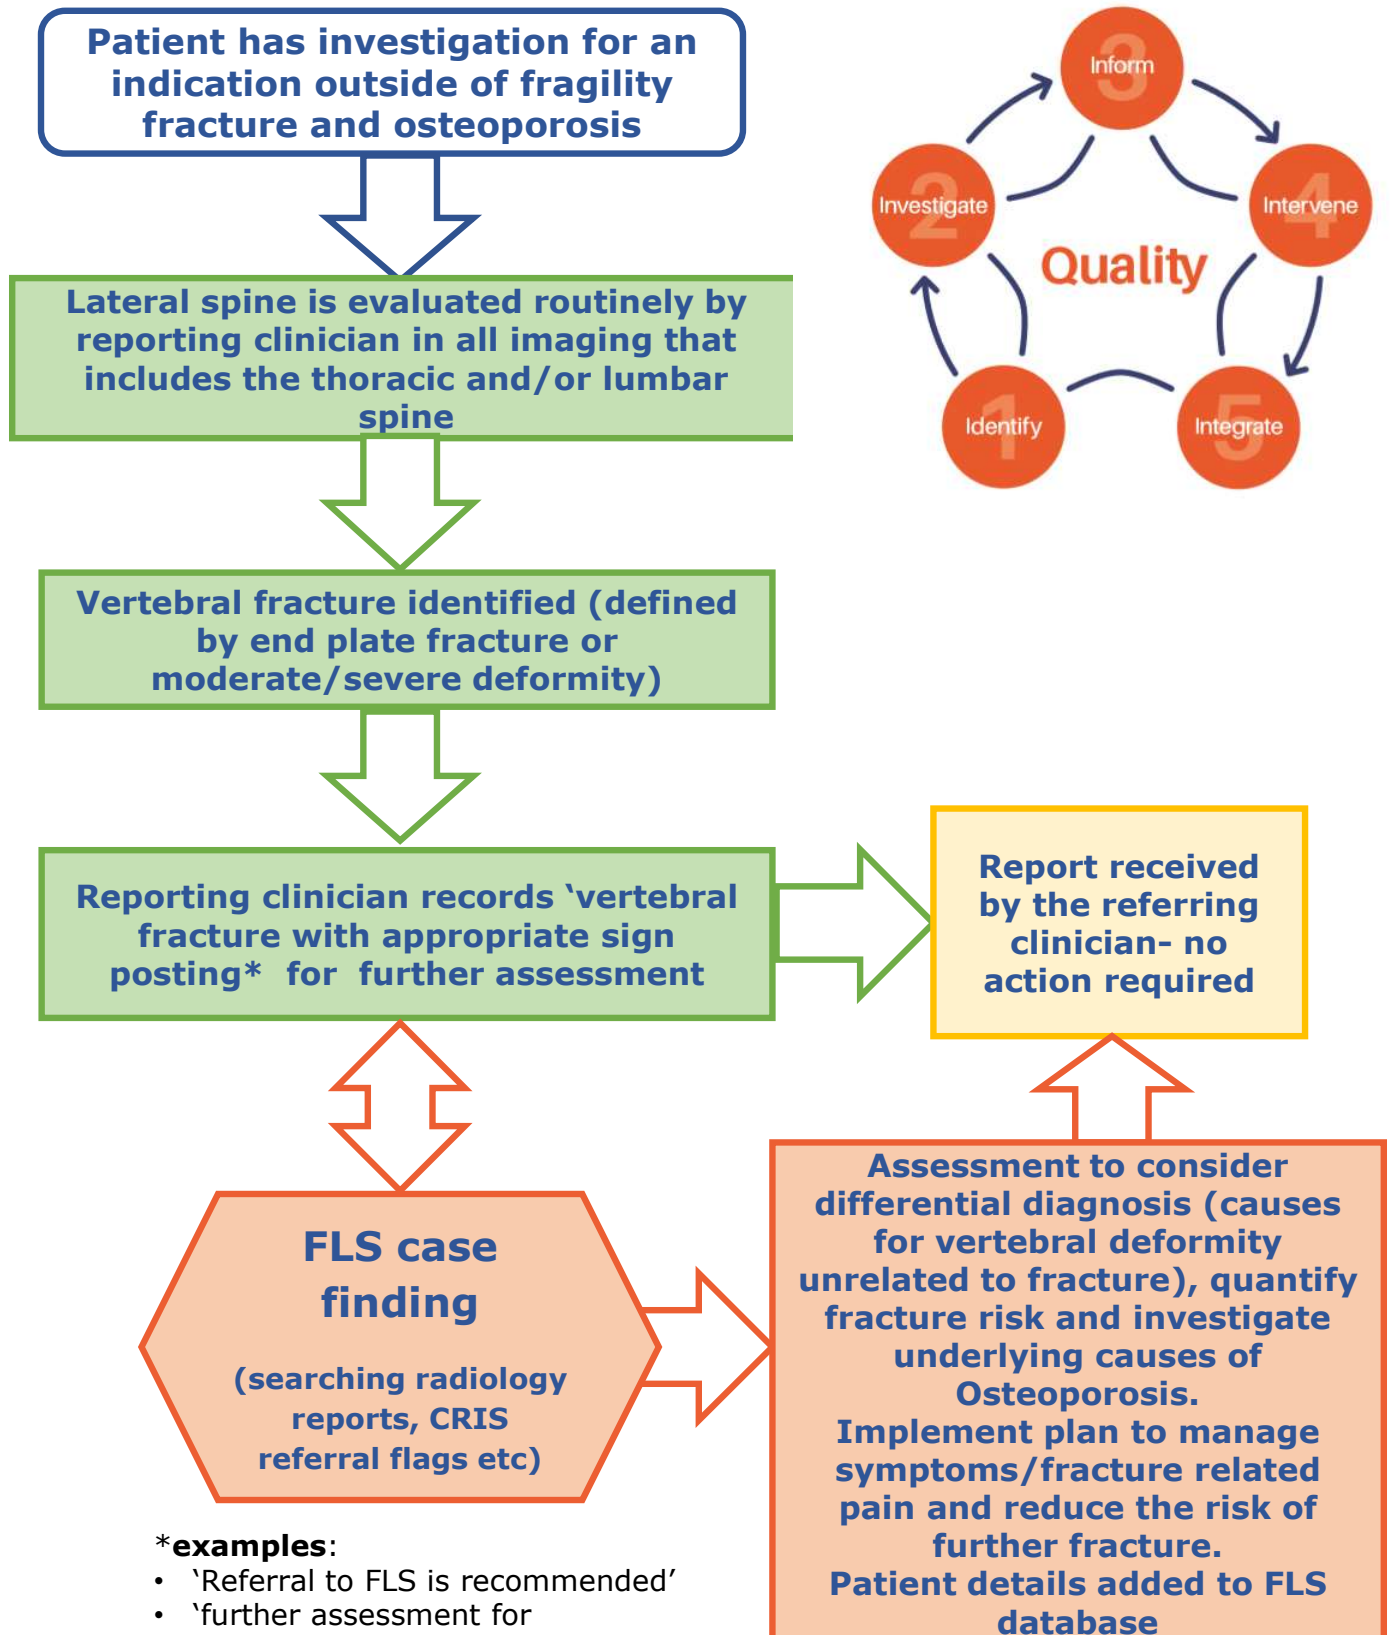 Patient has investigation for an
indication outside of fragility
fracture and osteoporosis
3
Inform
2
Investigate
4
Intervene
Quality
1
Identify
5
Integrate
Lateral spine is evaluated routinely by
reporting clinician in all imaging that
includes the thoracic and/or lumbar
spine
Vertebral fracture identified (defined
by end plate fracture or
moderate/severe deformity)
Reporting clinician records ‘vertebral
fracture with appropriate sign
posting*  for  further assessment
Report received
by the referring
clinician- no
action required
FLS case
finding
(searching radiology
reports, CRIS
referral flags etc)
Assessment to consider
differential diagnosis (causes
for vertebral deformity
unrelated to fracture), quantify
fracture risk and investigate
underlying causes of
Osteoporosis.
Implement plan to manage
symptoms/fracture related
pain and reduce the risk of
further fracture.
Patient details added to FLS
database
*examples:
• ‘Referral to FLS is recommended’
• ‘further assessment for